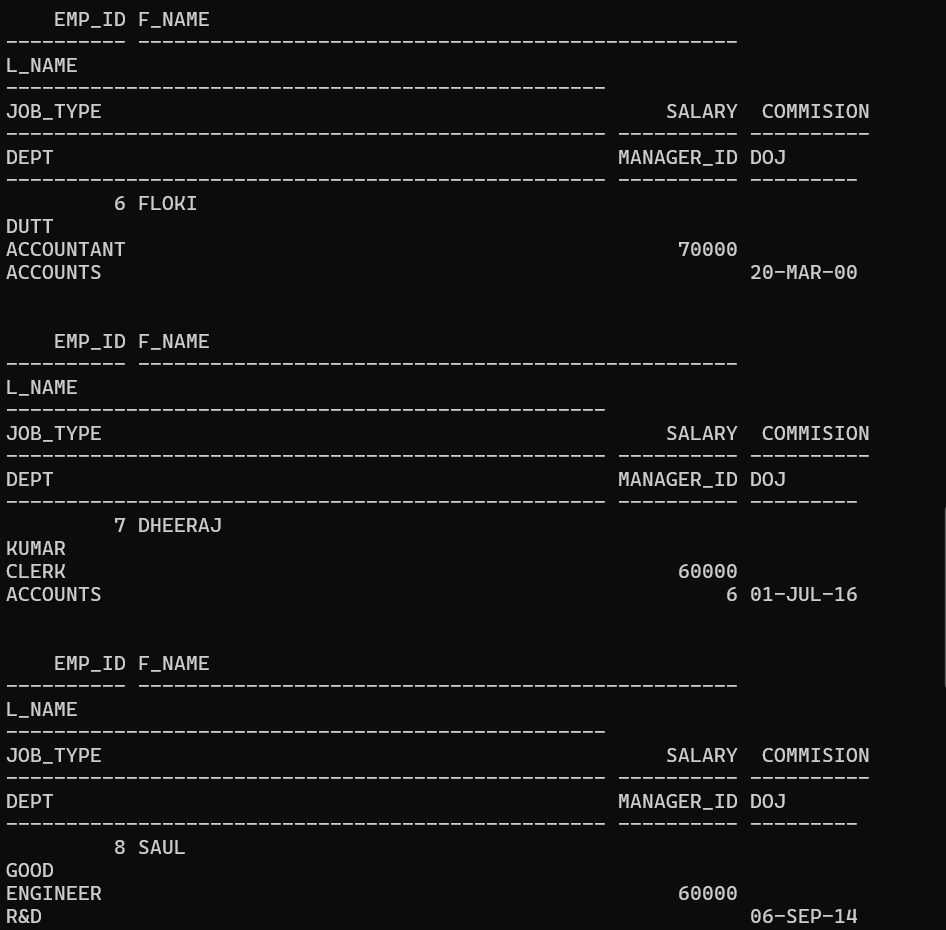 EMP_ID F_NAME
---------- --------------------------------------------------
L_NAME
--------------------------------------------------
JOB_TYPE                                               SALARY  COMMISION
-------------------------------------------------- ---------- ----------
DEPT                                               MANAGER_ID DOJ
-------------------------------------------------- ---------- ---------
         6 FLOKI
DUTT
ACCOUNTANT                                              70000
ACCOUNTS                                                      20-MAR-00

    EMP_ID F_NAME
---------- --------------------------------------------------
L_NAME
--------------------------------------------------
JOB_TYPE                                               SALARY  COMMISION
-------------------------------------------------- ---------- ----------
DEPT                                               MANAGER_ID DOJ
-------------------------------------------------- ---------- ---------
         7 DHEERAJ
KUMAR
CLERK                                                   60000
ACCOUNTS                                                    6 01-JUL-16

    EMP_ID F_NAME
---------- --------------------------------------------------
L_NAME
--------------------------------------------------
JOB_TYPE                                               SALARY  COMMISION
-------------------------------------------------- ---------- ----------
DEPT                                               MANAGER_ID DOJ
-------------------------------------------------- ---------- ---------
         8 SAUL
GOOD
ENGINEER                                                60000
R&D                                                           06-SEP-14